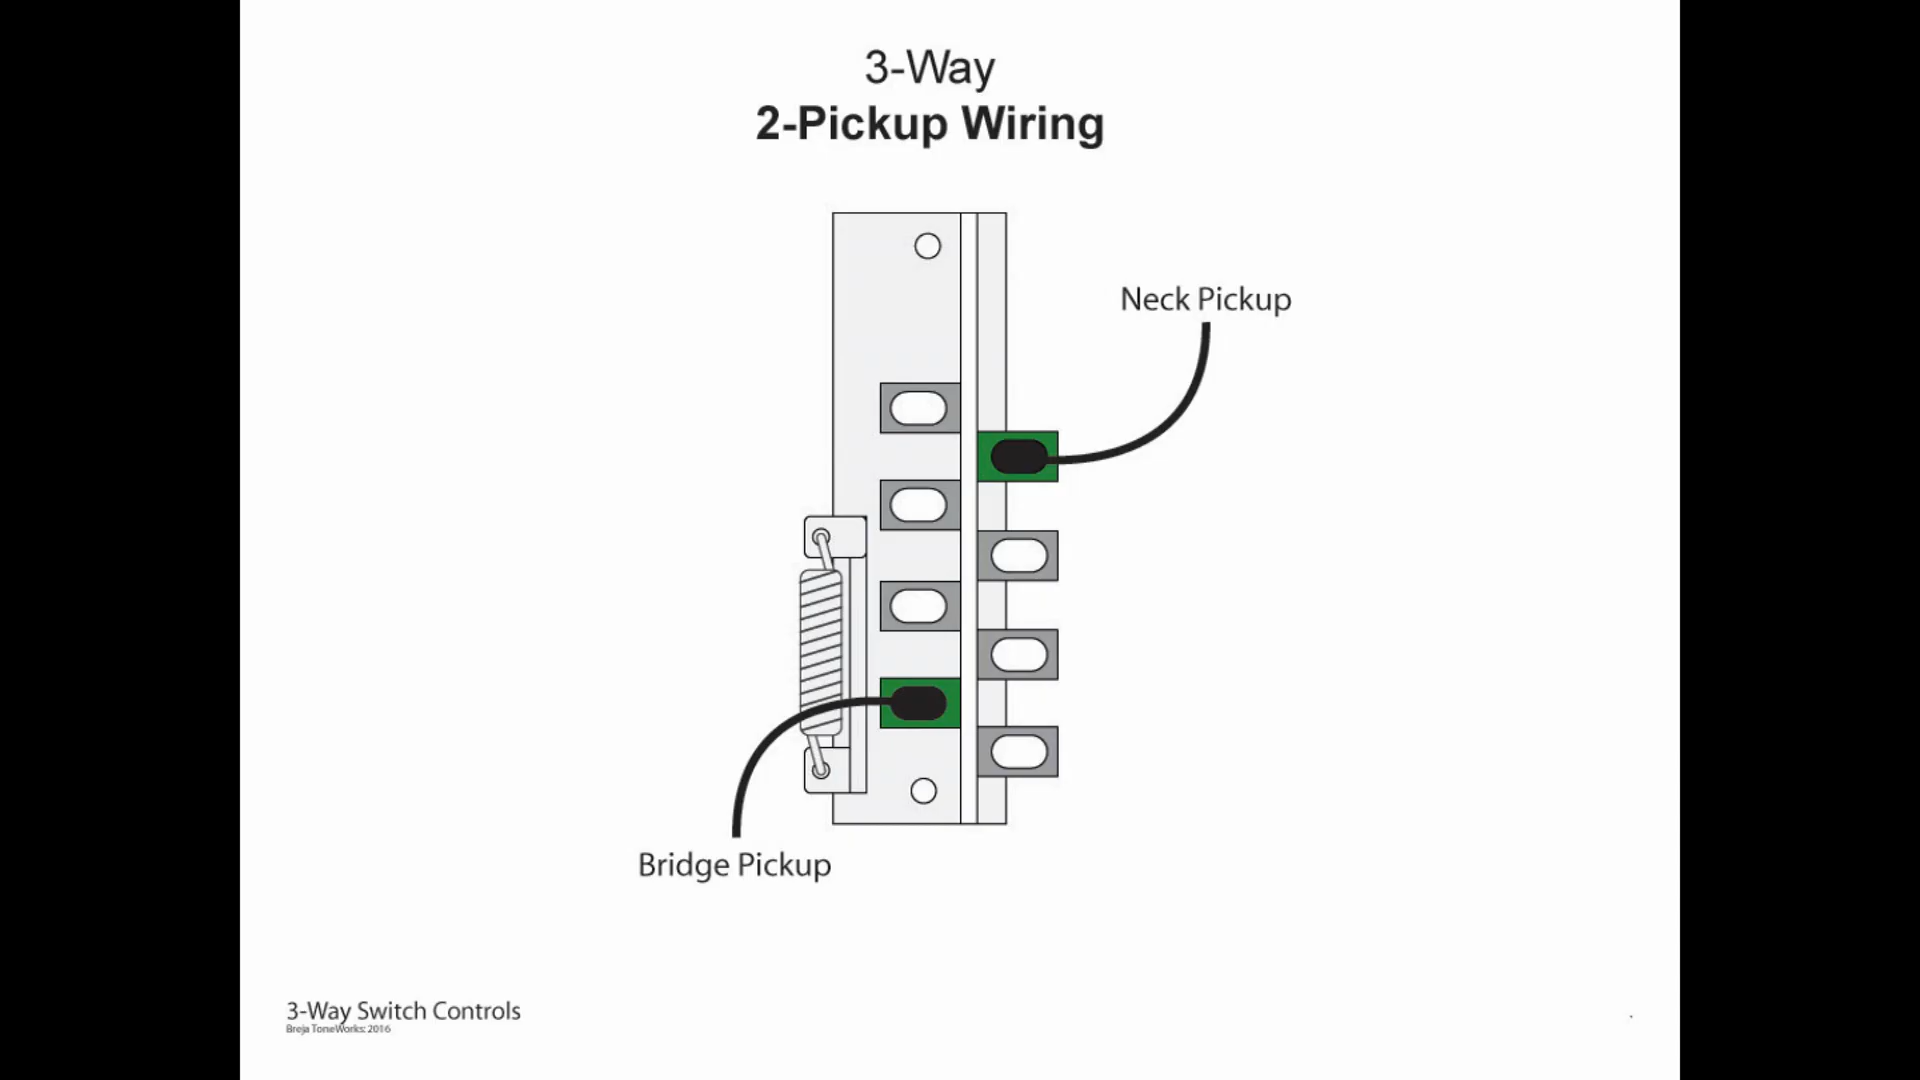 3-Way
2-Pickup Wiring
Neck Pickup
Bridge Pickup
3-Way Switch Controls
Breja ToneWorks: 2016